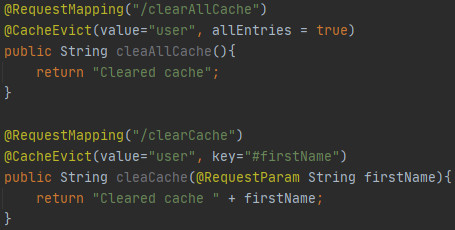 @RequestMapping("/clearAllCache")
@CacheEvict(value="user", allEntries = true)
public String cleaAllCache(){
    return "Cleared cache";
}

@RequestMapping("/clearCache")
@CacheEvict(value="user", key="#firstName")
public String cleaCache(@RequestParam String firstName){
    return "Cleared cache " + firstName;
}